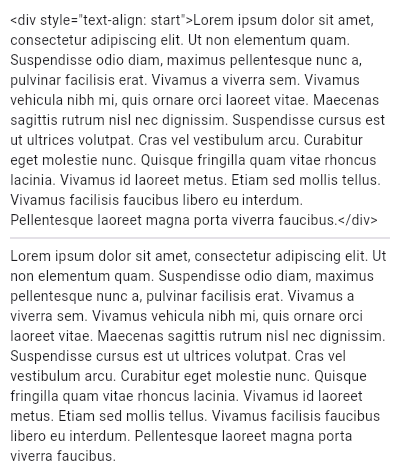 <div style="text-align: start">Lorem ipsum dolor sit amet,
consectetur adipiscing elit. Ut non elementum quam.
Suspendisse odio diam, maximus pellentesque nunc a,
pulvinar facilisis erat. Vivamus a viverra sem. Vivamus
vehicula nibh mi, quis ornare orci laoreet vitae. Maecenas
sagittis rutrum nisl nec dignissim. Suspendisse cursus est
ut ultrices volutpat. Cras vel vestibulum arcu. Curabitur
eget molestie nunc. Quisque fringilla quam vitae rhoncus
lacinia. Vivamus id laoreet metus. Etiam sed mollis tellus.
Vivamus facilisis faucibus libero eu interdum.
Pellentesque laoreet magna porta viverra faucibus.</div>
Lorem ipsum dolor sit amet, consectetur adipiscing elit. Ut
non elementum quam. Suspendisse odio diam, maximus
pellentesque nunc a, pulvinar facilisis erat. Vivamus a
viverra sem. Vivamus vehicula nibh mi, quis ornare orci
laoreet vitae. Maecenas sagittis rutrum nisl nec dignissim.
Suspendisse cursus est ut ultrices volutpat. Cras vel
vestibulum arcu. Curabitur eget molestie nunc. Quisque
fringilla quam vitae rhoncus lacinia. Vivamus id laoreet
metus. Etiam sed mollis tellus. Vivamus facilisis faucibus
libero eu interdum. Pellentesque laoreet magna porta
viverra faucibus.